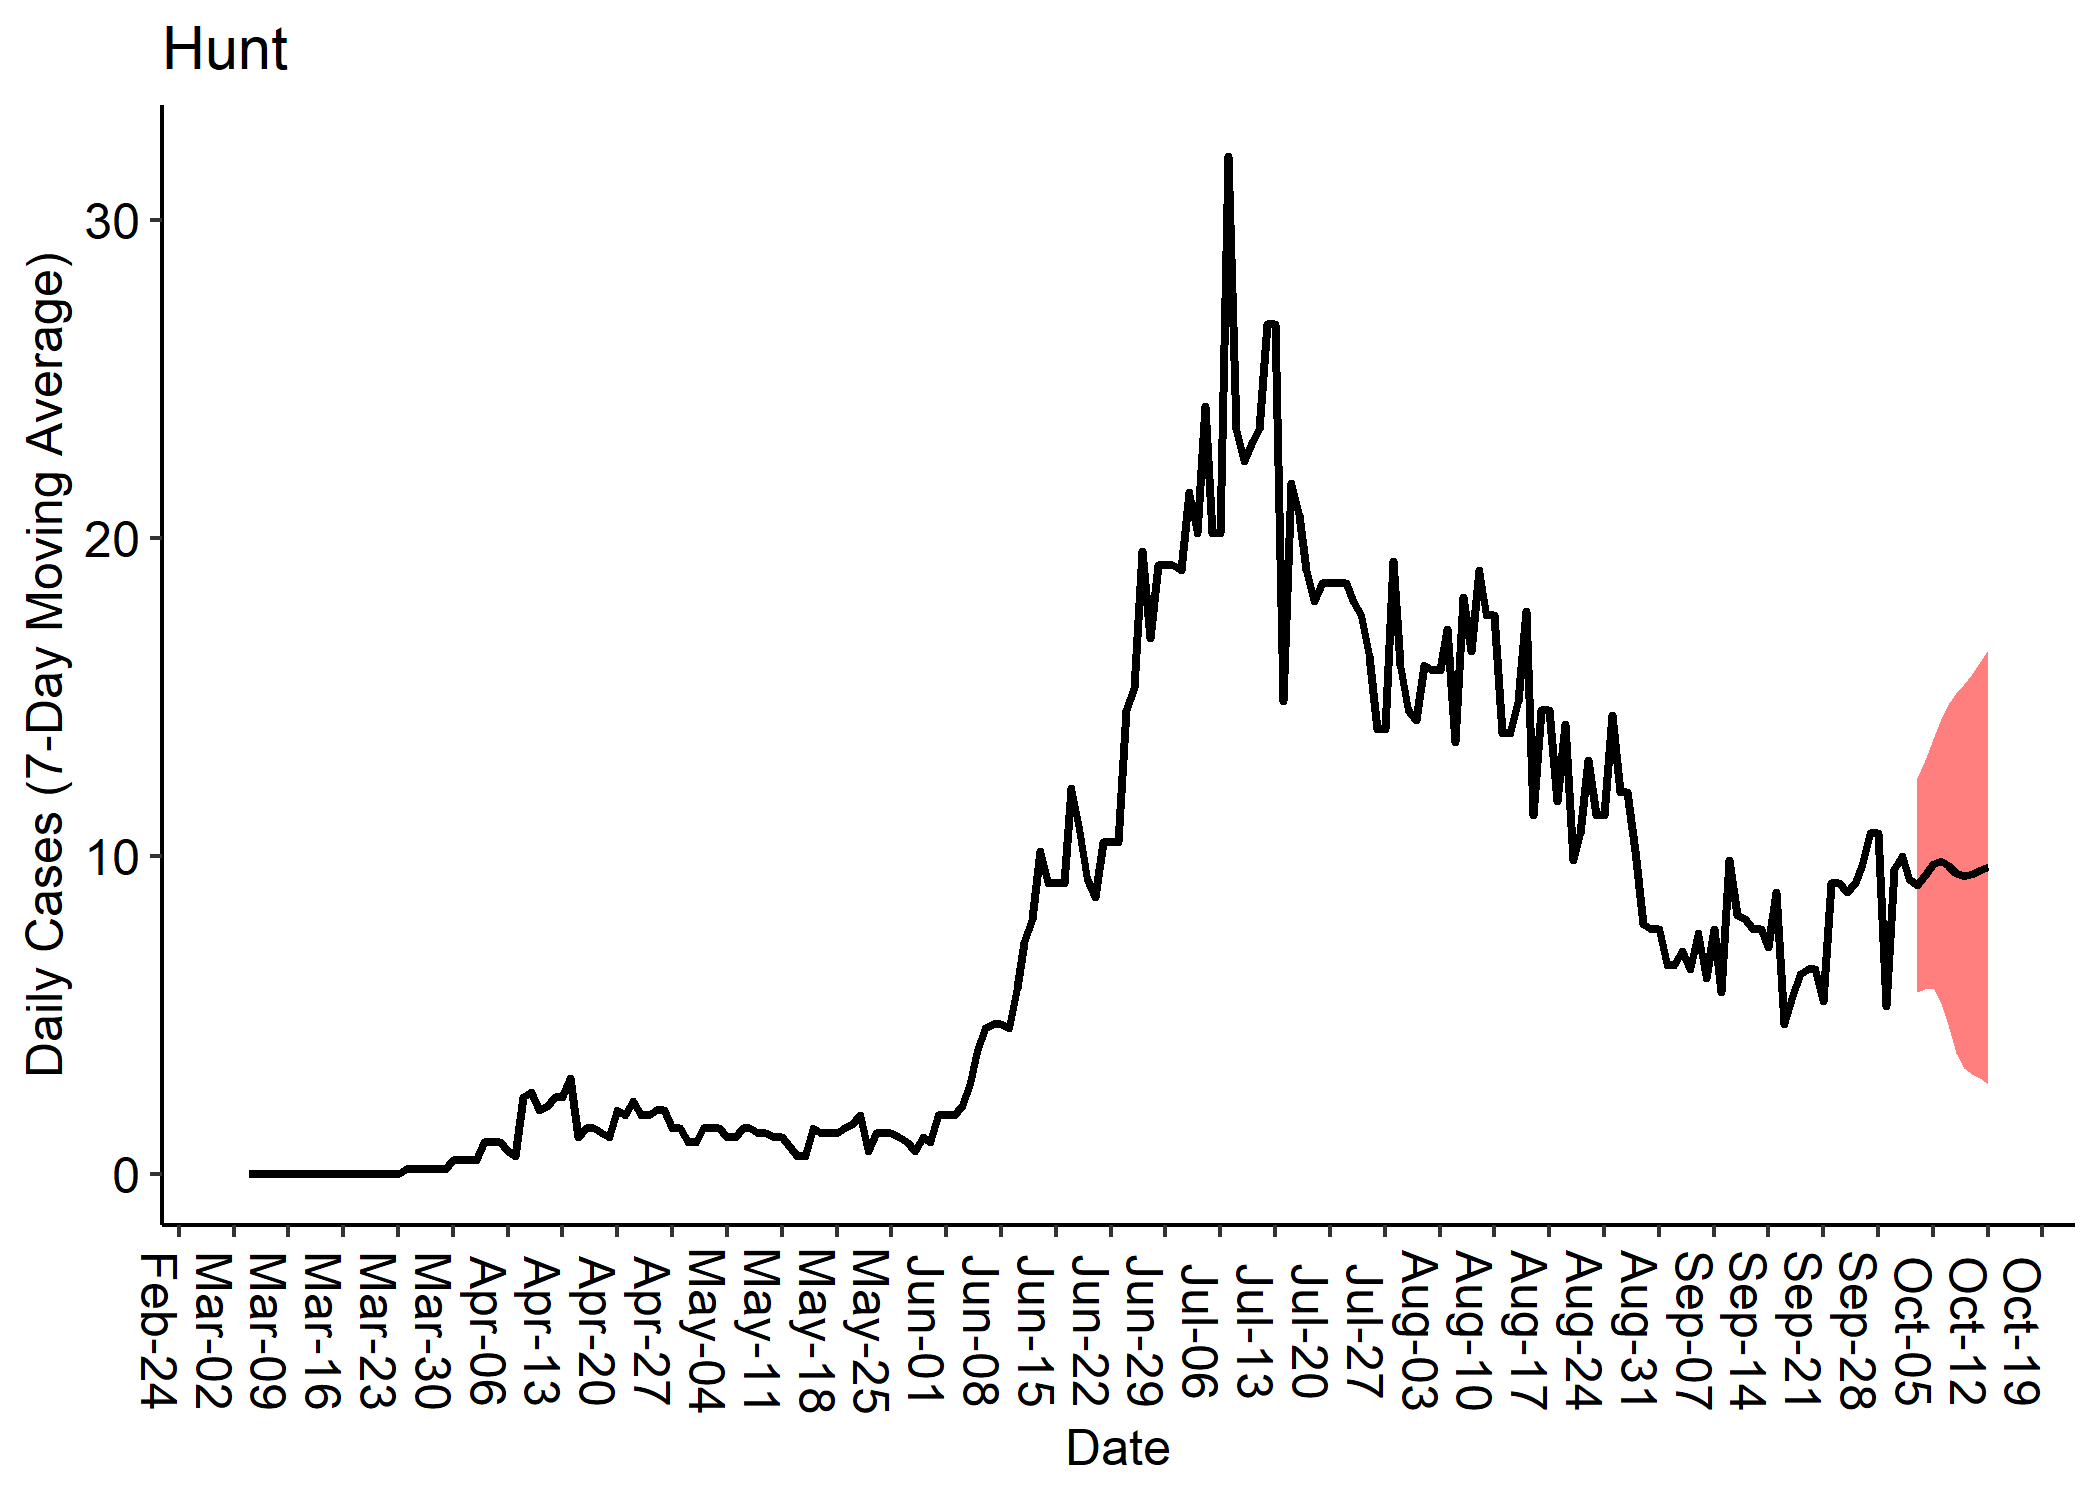 Hunt
Daily Cases (7-Day Moving Average)
30
20
10
0
Feb-24
Mar-02
Mar-09
Mar-16
Mar-23
Mar-30
Apr-06
Apr-13
Apr-20
Apr-27
May-04
May-11
May-18
May-25
Jun-01
Jun-08
Jun-15
Jun-22
Jun-29
Jul-06
Jul-13
Jul-20
Jul-27
Aug-03
Aug-10
Aug-17
Aug-24
Aug-31
Sep-07
Sep-14
Sep-21
Sep-28
Oct-05
Oct-12
Oct-19
Date